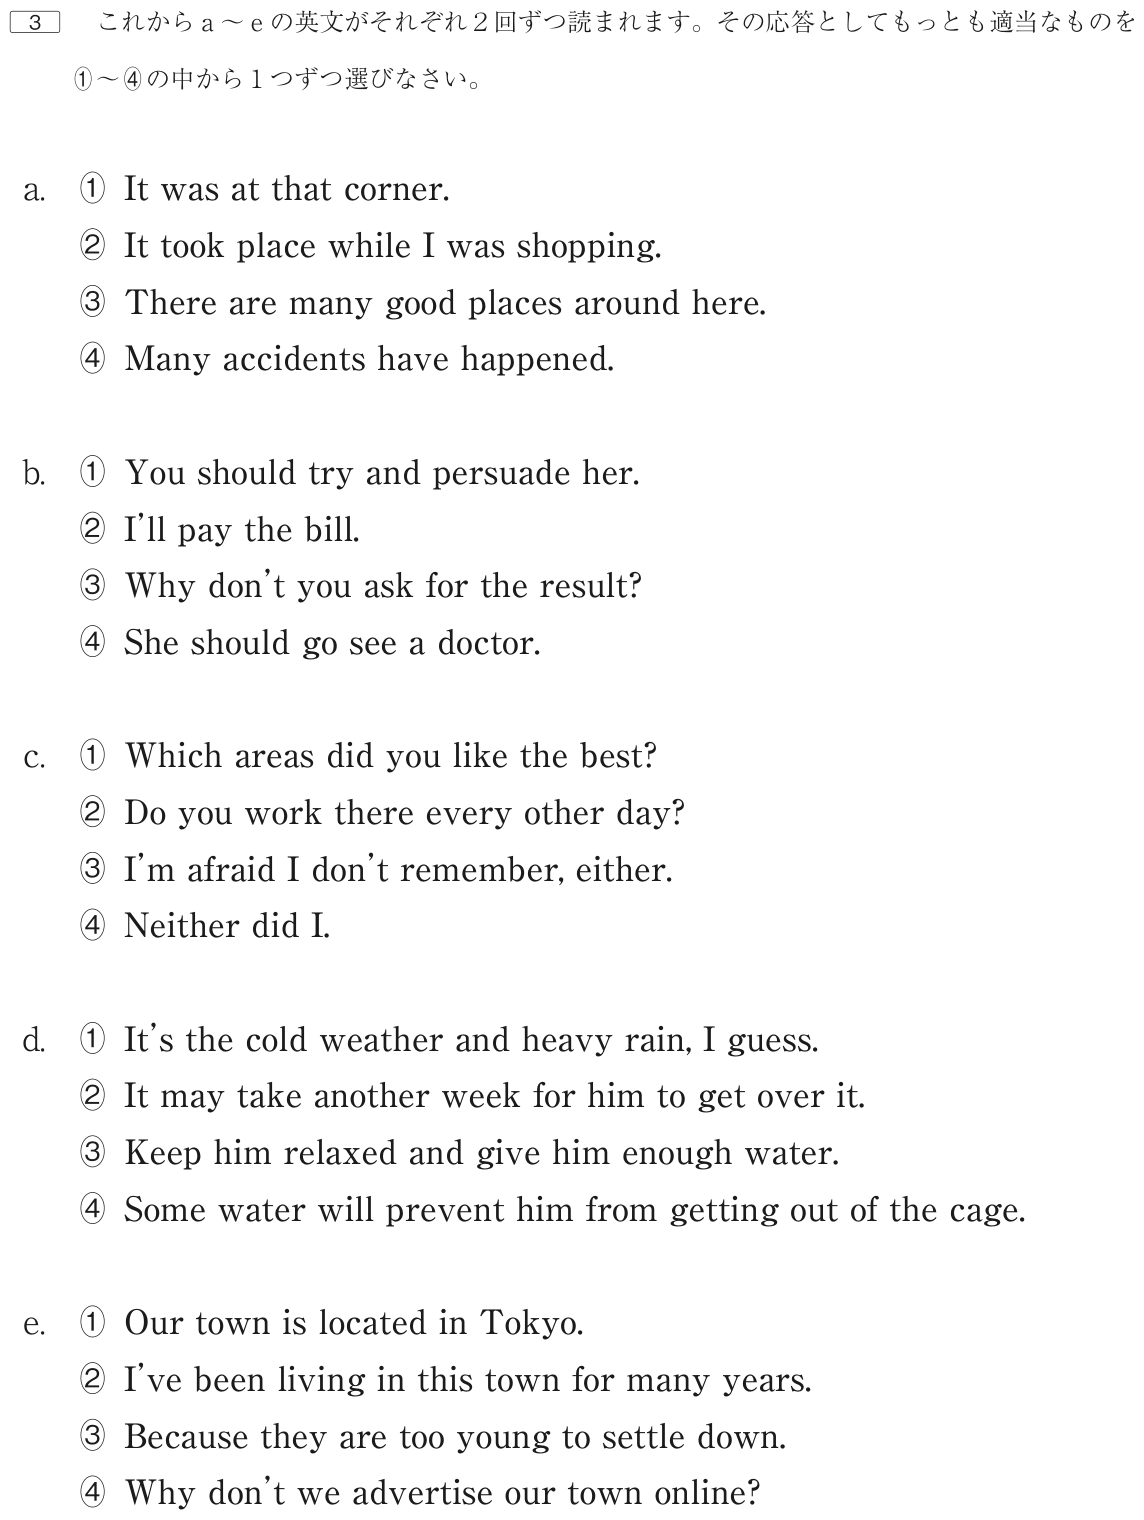 3 これからａ～ｅの英文がそれぞれ２回ずつ読まれます。その応答としてもっとも適当なものを
①～④の中から１つずつ選びなさい。
a. ① It was at that corner.
② It took place while I was shopping.
③ There are many good places around here.
④ Many accidents have happened.
b. ① You should try and persuade her.
② I'll pay the bill.
③ Why don't you ask for the result?
④ She should go see a doctor.
c. ① Which areas did you like the best?
② Do you work there every other day?
③ I'm afraid I don't remember, either.
④ Neither did I.
d. ① It's the cold weather and heavy rain, I guess.
② It may take another week for him to get over it.
③ Keep him relaxed and give him enough water.
④ Some water will prevent him from getting out of the cage.
e. ① Our town is located in Tokyo.
② I've been living in this town for many years.
③ Because they are too young to settle down.
④ Why don't we advertise our town online?